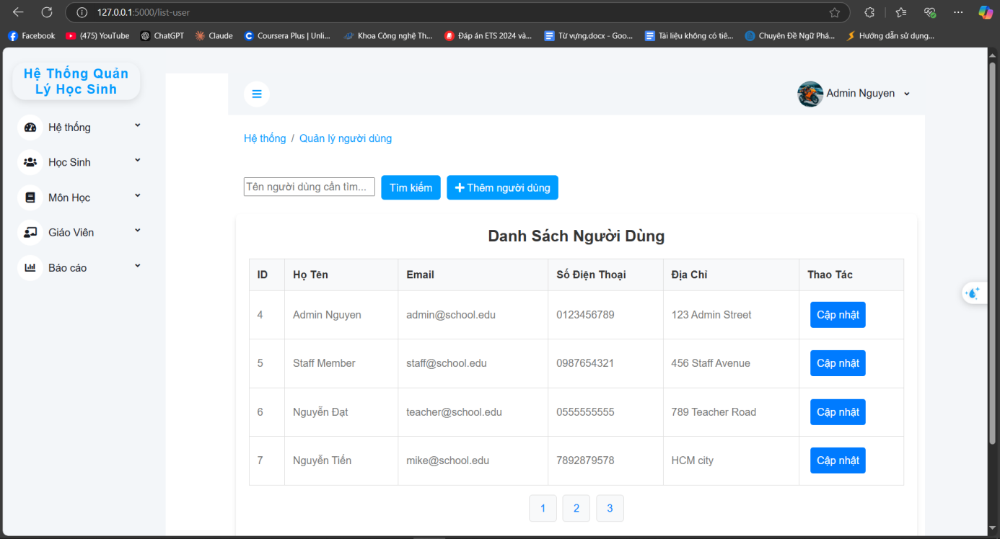 127.0.0.1:5000/list-user
Facebook (475) YouTube ChatGPT Claude Coursera Plus | Unli... Khoa Công nghệ Th... Đáp án ETS 2024 và... Từ vựng.docx - Goo... Tài liệu không có tiê... Chuyên Đề Ngữ Phá... Hướng dẫn sử dụng...
Hệ Thống Quản
Lý Học Sinh
Hệ thống
Học Sinh
Môn Học
Giáo Viên
Báo cáo
Admin Nguyen
Hệ thống / Quản lý người dùng
Tên người dùng cần tìm... Tìm kiếm Thêm người dùng
Danh Sách Người Dùng
ID Họ Tên Email Số Điện Thoại Địa Chỉ Thao Tác
4 Admin Nguyen admin@school.edu 0123456789 123 Admin Street Cập nhật
5 Staff Member staff@school.edu 0987654321 456 Staff Avenue Cập nhật
6 Nguyễn Đạt teacher@school.edu 0555555555 789 Teacher Road Cập nhật
7 Nguyễn Tiến mike@school.edu 7892879578 HCM city Cập nhật
1 2 3